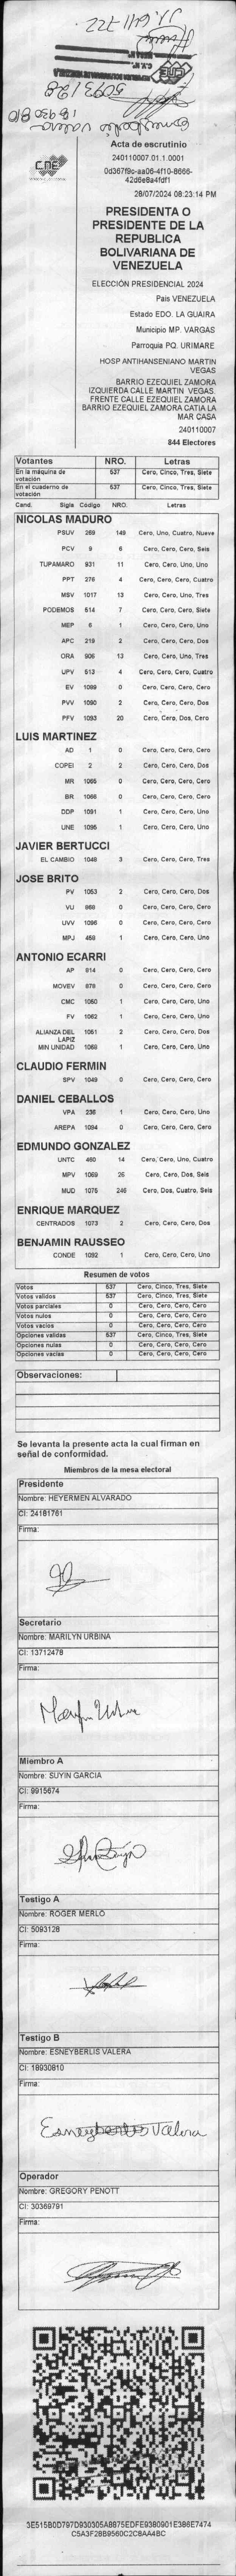 5093128
18930810
CNE
Acta de escrutinio
240110007.01.1.0001
28/07/2024 08:23:14 PM
PRESIDENTA O
PRESIDENTE DE LA
REPUBLICA
BOLIVARIANA DE
VENEZUELA
ELECCIÓN PRESIDENCIAL 2024
Pais VENEZUELA
Estado EDO. LA GUAIRA
Municipio MP. VARGAS
Parroquia PQ. URIMARE
HOSP ANTIHANSENIANO MARTIN
VEGAS
BARRIO EZEQUIEL ZAMORA
IZQUIERDA CALLE MARTIN VEGAS.
FRENTE CALLE EZEQUIEL ZAMORA
BARRIO EZEQUIEL ZAMORA CATIA LA
MAR CASA
240110007
844 Electores
Votantes NRO. Letras
En la máquina de votación 537 Cero, Cinco, Tres, Siete
En el cuaderno de votación 537 Cero, Cinco, Tres, Siete
Cand. Sigla Código NRO. Letras
NICOLAS MADURO
PSUV 269 149 Cero, Uno, Cuatro, Nueve
PCV 9 6 Cero, Cero, Cero, Seis
TUPAMARO 931 11 Cero, Cero, Uno, Uno
PPT 276 4 Cero, Cero, Cero, Cuatro
MSV 1017 13 Cero, Cero, Uno, Tres
PODEMOS 514 7 Cero, Cero, Cero, Siete
MEP 6 1 Cero, Cero, Cero, Uno
APC 219 2 Cero, Cero, Cero, Dos
ORA 906 13 Cero, Cero, Uno, Tres
UPV 513 4 Cero, Cero, Cero, Cuatro
EV 1089 0 Cero, Cero, Cero, Cero
PVV 1090 2 Cero, Cero, Cero, Dos
PFV 1093 20 Cero, Cero, Dos, Cero
LUIS MARTINEZ
AD 1 0 Cero, Cero, Cero, Cero
COPEI 2 2 Cero, Cero, Cero, Dos
MR 1065 0 Cero, Cero, Cero, Cero
BR 1066 0 Cero, Cero, Cero, Cero
DDP 1091 1 Cero, Cero, Cero, Uno
UNE 1095 1 Cero, Cero, Cero, Uno
JAVIER BERTUCCI
EL CAMBIO 1048 3 Cero, Cero, Cero, Tres
JOSE BRITO
PV 1053 2 Cero, Cero, Cero, Dos
VU 868 0 Cero, Cero, Cero, Cero
UVV 1096 0 Cero, Cero, Cero, Cero
MPJ 459 1 Cero, Cero, Cero, Uno
ANTONIO ECARRI
AP 814 0 Cero, Cero, Cero, Cero
MOVEV 879 0 Cero, Cero, Cero, Cero
CMC 1050 1 Cero, Cero, Cero, Uno
FV 1062 1 Cero, Cero, Cero, Uno
ALIANZA DEL LAPIZ 1051 2 Cero, Cero, Cero, Dos
MIN UNIDAD 1058 1 Cero, Cero, Cero, Uno
CLAUDIO FERMIN
SPV 1049 0 Cero, Cero, Cero, Cero
DANIEL CEBALLOS
VPA 236 1 Cero, Cero, Cero, Uno
AREPA 1094 0 Cero, Cero, Cero, Cero
EDMUNDO GONZALEZ
UNTC 460 14 Cero, Cero, Uno, Cuatro
MPV 1069 26 Cero, Cero, Dos, Seis
MUD 1075 246 Cero, Dos, Cuatro, Seis
ENRIQUE MARQUEZ
CENTRADOS 1073 2 Cero, Cero, Cero, Dos
BENJAMIN RAUSSEO
CONDE 1092 1 Cero, Cero, Cero, Uno
Resumen de votos
Votos 537 Cero, Cinco, Tres, Siete
Votos validos 537 Cero, Cinco, Tres, Siete
Votos parciales 0 Cero, Cero, Cero, Cero
Votos nulos 0 Cero, Cero, Cero, Cero
Votos vacios 0 Cero, Cero, Cero, Cero
Opciones validas 537 Cero, Cinco, Tres, Siete
Opciones nulas 0 Cero, Cero, Cero, Cero
Opciones vacias 0 Cero, Cero, Cero, Cero
Observaciones:
Se levanta la presente acta la cual firman en
señal de conformidad.
Miembros de la mesa electoral
Presidente
Nombre: HEYERMEN ALVARADO
CI: 24181761
Firma:
Secretario
Nombre: MARILYN URBINA
CI: 13712478
Firma:
Miembro A
Nombre: SUYIN GARCIA
CI: 9915674
Firma:
Testigo A
Nombre: ROGER MERLO
CI: 5093128
Firma:
Testigo B
Nombre: ESNEYBERLIS VALERA
CI: 18930810
Firma:
Esneyberlis Valera
Operador
Nombre: GREGORY PENOTT
CI: 30369791
Firma:
3E515B0D797D930305A8875EDFE9380901E386E7474
C5A3F28B9560C2C8AA4BC